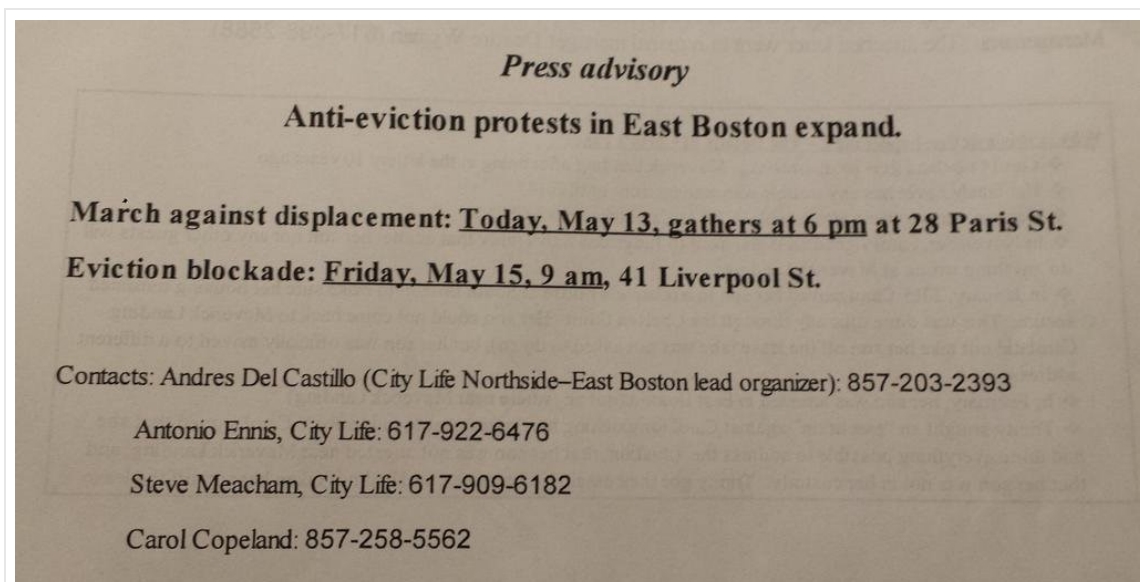 Press advisory
Anti-eviction protests in East Boston expand.
March against displacement: Today, May 13, gathers at 6 pm at 28 Paris St.
Eviction blockade: Friday, May 15, 9 am, 41 Liverpool St.
Contacts: Andres Del Castillo (City Life Northside–East Boston lead organizer): 857-203-2393
Antonio Ennis, City Life: 617-922-6476
Steve Meacham, City Life: 617-909-6182
Carol Copeland: 857-258-5562